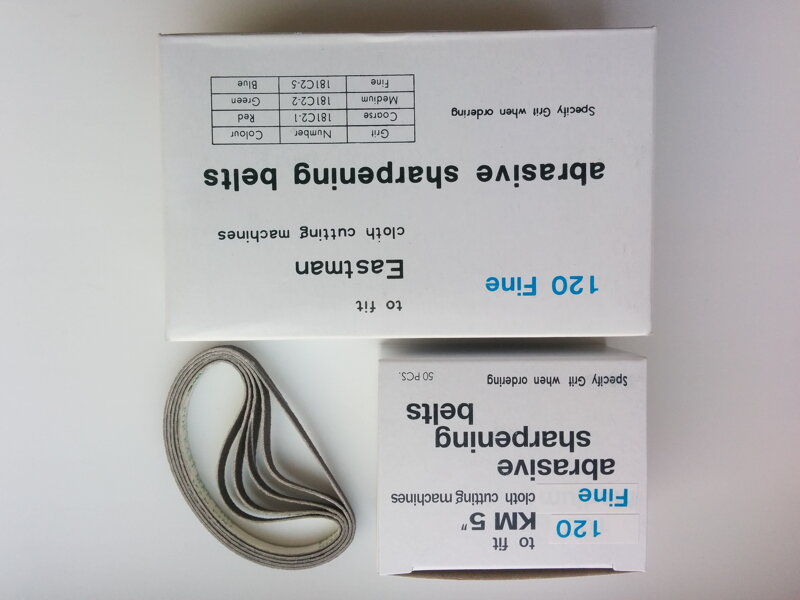 120 Fine
to fit
Eastman
cloth cutting machines
abrasive sharpening belts
Specify Grit when ordering
Grit Number Colour
Coarse 181C2-1 Red
Medium 181C2-2 Green
Fine 181C2-5 Blue
120
Fine
to fit
KM 5"
cloth cutting machines
abrasive
sharpening
belts
Specify Grit when ordering
50 PCS.